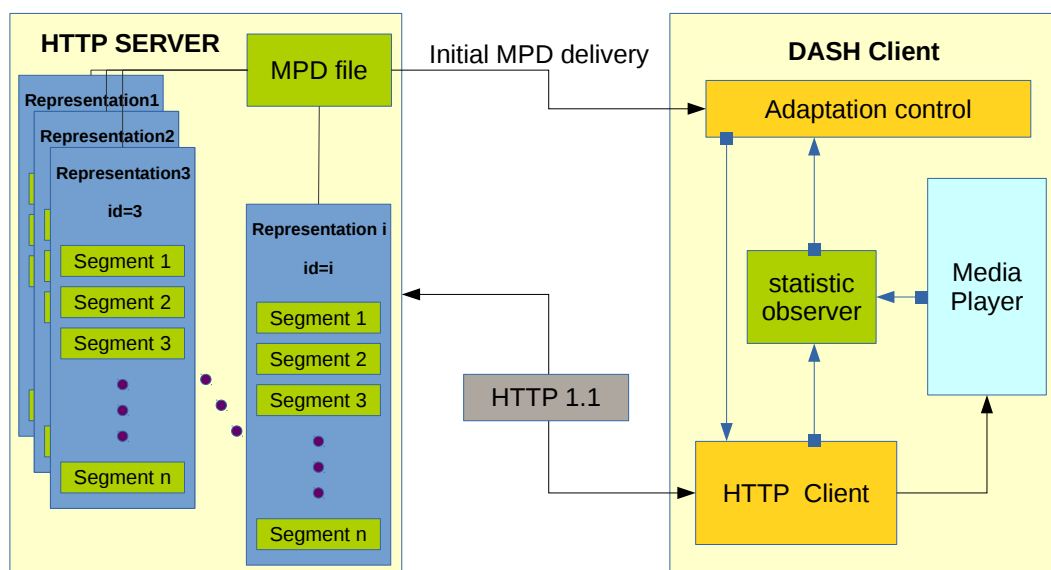 HTTP SERVER
MPD file
Initial MPD delivery
DASH Client
Representation1
Representation2
Representation3
id=3
Segment 1
Segment 2
Segment 3
Segment n
Representation i
id=i
Segment 1
Segment 2
Segment 3
Segment n
HTTP 1.1
Adaptation control
statistic
observer
Media
Player
HTTP Client